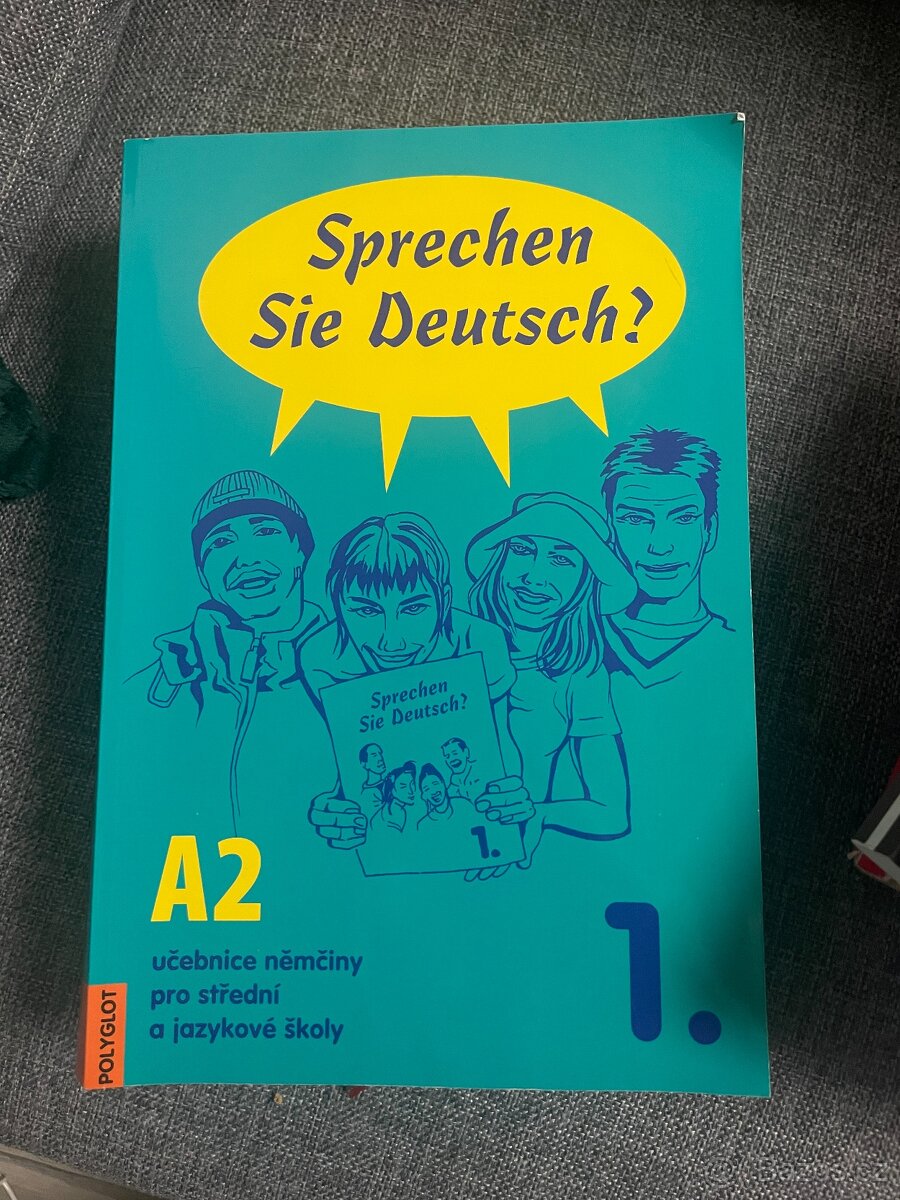 Sprechen
Sie Deutsch?
Sprechen
Sie Deutsch?
1.
A2
učebnice němčiny
pro střední
a jazykové školy
1.
POLYGLOT